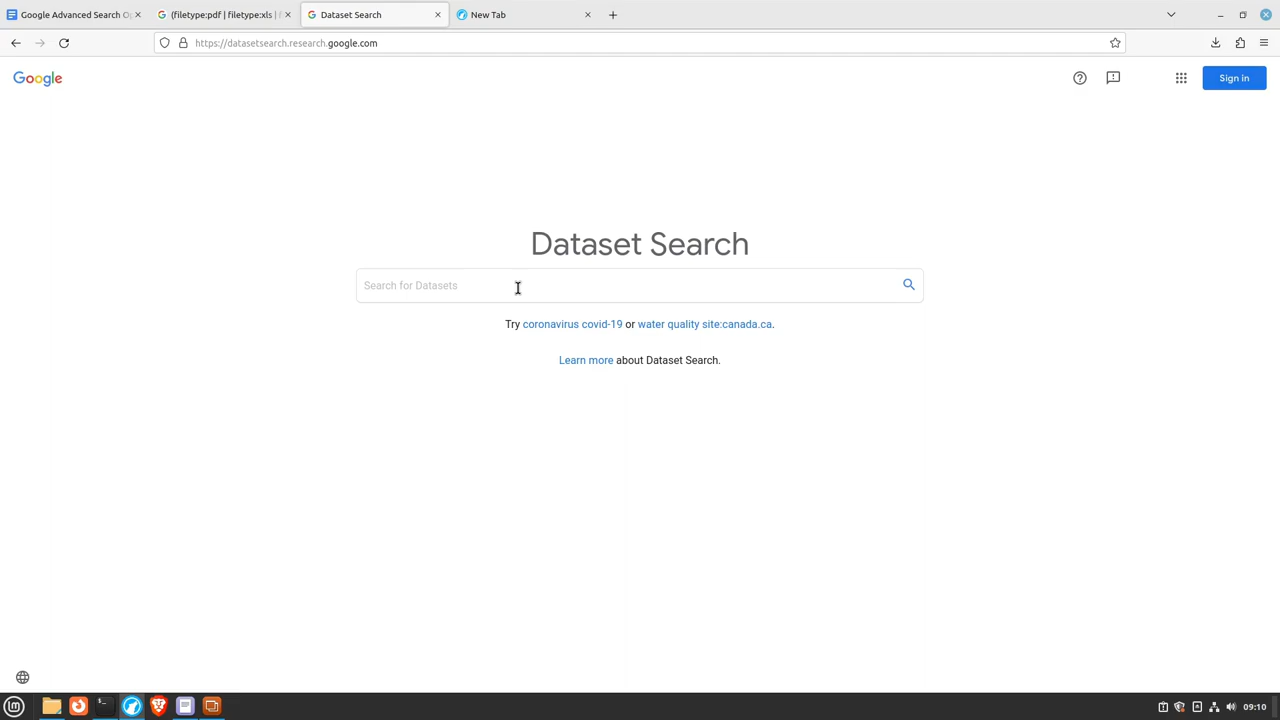 Google Advanced Search Op
(filetype:pdf | filetype:xls | f
Dataset Search
New Tab
https://datasetsearch.research.google.com
Google
Sign in
Dataset Search
Search for Datasets
Try coronavirus covid-19 or water quality site:canada.ca.
Learn more about Dataset Search.
09:10